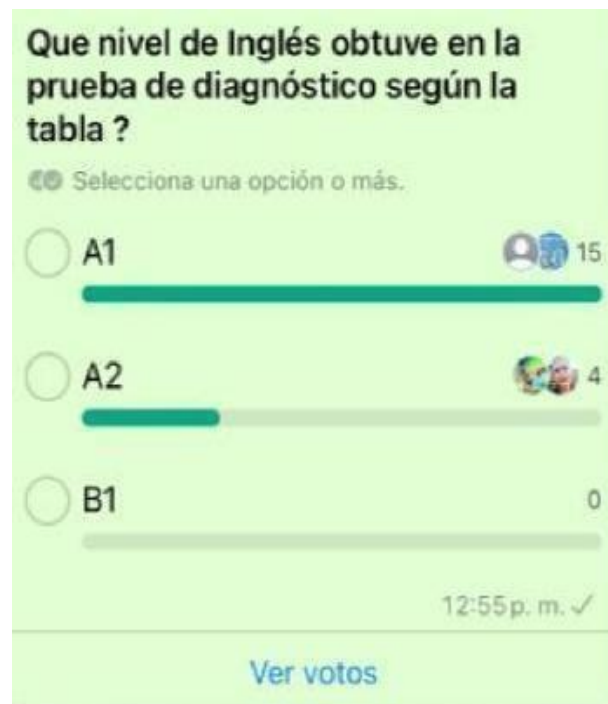 Que nivel de Inglés obtuve en la
prueba de diagnóstico según la
tabla ?
Selecciona una opción o más.
A1 15
A2 4
B1 0
12:55 p. m.
Ver votos